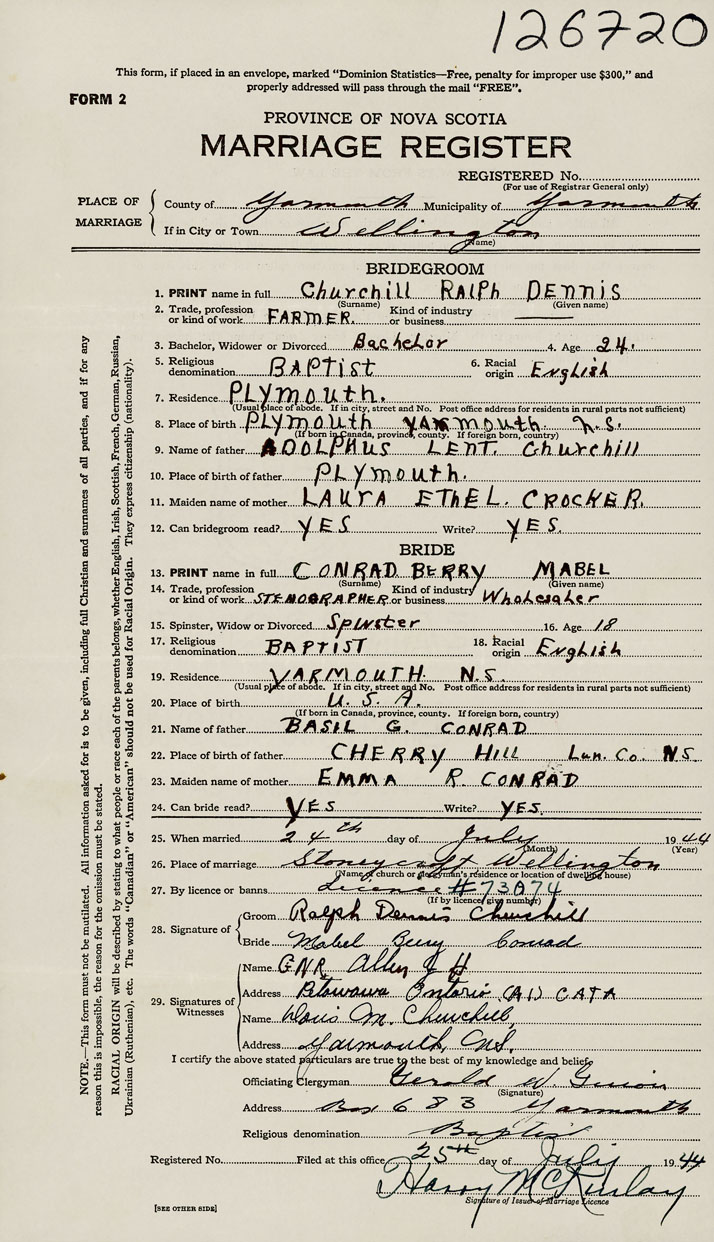 126720
This form, if placed in an envelope, marked "Dominion Statistics—Free, penalty for improper use $300," and
properly addressed will pass through the mail "FREE".
FORM 2
PROVINCE OF NOVA SCOTIA
MARRIAGE REGISTER
REGISTERED No.
(For use of Registrar General only)
PLACE OF MARRIAGE
County of Yarmouth Municipality of Yarmouth
If in City or Town Wellington
(Name)
BRIDEGROOM
1. PRINT name in full Churchill RALPH DENNIS
(Surname) (Given name)
2. Trade, profession or kind of work FARMER. Kind of industry or business
3. Bachelor, Widower or Divorced Bachelor 4. Age 24.
5. Religious denomination BAPTIST 6. Racial origin English
7. Residence PLYMOUTH.
(Usual place of abode. If in city, street and No. Post office address for residents in rural parts not sufficient)
8. Place of birth PLYMOUTH YARMOUTH N.S.
(If born in Canada, province, county. If foreign born, country)
9. Name of father ADOLPHUS LENT. Churchill
10. Place of birth of father PLYMOUTH.
11. Maiden name of mother LAURA ETHEL. CROCKER.
12. Can bridegroom read? YES Write? YES.
BRIDE
13. PRINT name in full CONRAD BERRY MABEL
(Surname) (Given name)
14. Trade, profession or kind of work STENOGRAPHER Kind of industry or business Wholesaler
15. Spinster, Widow or Divorced Spinster 16. Age 18
17. Religious denomination BAPTIST 18. Racial origin English
19. Residence YARMOUTH N.S.
(Usual place of abode. If in city, street and No. Post office address for residents in rural parts not sufficient)
20. Place of birth U.S.A.
(If born in Canada, province, county. If foreign born, country)
21. Name of father BASIL G. CONRAD
22. Place of birth of father CHERRY Hill Lun. Co. NS.
23. Maiden name of mother EMMA R. CONRAD
24. Can bride read? YES Write? YES.
25. When married 24th day of July 1944
(Month) (Year)
26. Place of marriage Stoneycroft Wellington
(Name of church or clergyman's residence or location of dwelling house)
27. By licence or banns Licence #73074
(If by licence, give number)
28. Signature of
Groom Ralph Dennis Churchill
Bride Mabel Berry Conrad
29. Signatures of Witnesses
Name GNR Allen J H
Address Ontario (A1) CATA
Name Doris M. Churchill,
Address Yarmouth, N.S.
I certify the above stated particulars are true to the best of my knowledge and belief,
Officiating Clergyman Gerald W. Guiou
(Signature)
Address Box 683 Yarmouth
Religious denomination Baptist
Registered No. Filed at this office 25th day of July 1944
Harry McKinlay
Signature of Issuer of Marriage Licence
[SEE OTHER SIDE]
NOTE.—This form must not be mutilated. All information asked for is to be given, including full Christian and surnames of all parties, and if for any
reason this is impossible, the reason for the omission must be stated.
RACIAL ORIGIN will be described by stating to what people or race each of the parents belongs, whether English, Irish, Scottish, French, German, Russian,
Ukrainian (Ruthenian), etc. The words "Canadian" or "American" should not be used for Racial Origin. They express citizenship (nationality).